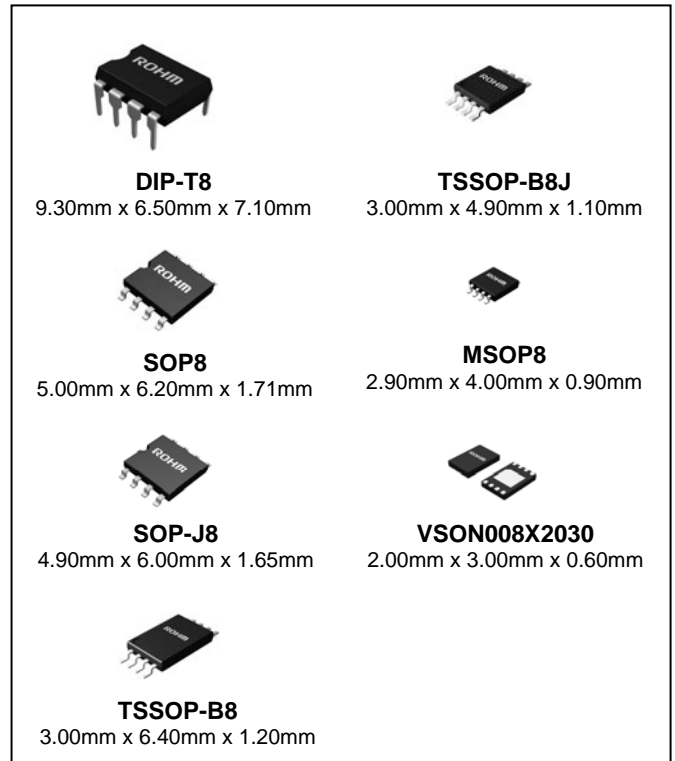 ROHM
DIP-T8
9.30mm x 6.50mm x 7.10mm
ROHM
TSSOP-B8J
3.00mm x 4.90mm x 1.10mm
ROHM
SOP8
5.00mm x 6.20mm x 1.71mm
ROHM
MSOP8
2.90mm x 4.00mm x 0.90mm
ROHM
SOP-J8
4.90mm x 6.00mm x 1.65mm
ROHM
VSON008X2030
2.00mm x 3.00mm x 0.60mm
ROHM
TSSOP-B8
3.00mm x 6.40mm x 1.20mm